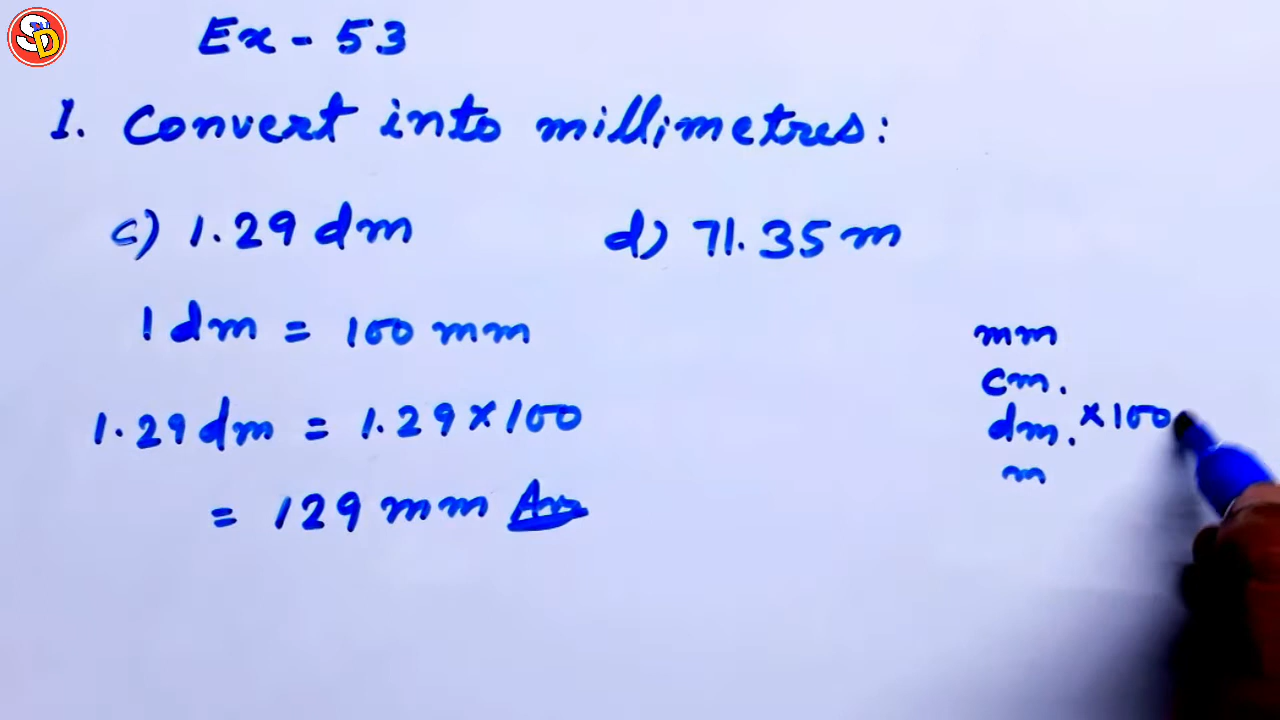 SD
Ex - 53
1. Convert into millimetres:
c) 1.29 dm
d) 71.35 m
1 dm = 100 mm
1.29 dm = 1.29 × 100
= 129 mm Ans
mm
cm.
dm. × 100
m